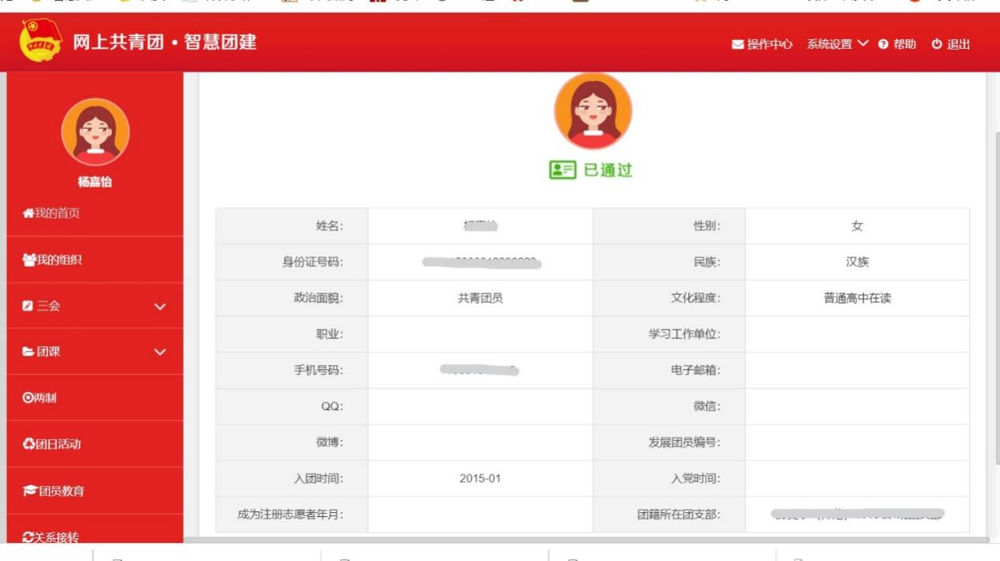 网上共青团·智慧团建
操作中心 系统设置 帮助 退出
杨嘉怡
已通过
我的首页
我的组织
三会
团课
两制
团日活动
团员教育
关系接转
姓名: 性别: 女
身份证号码: 民族: 汉族
政治面貌: 共青团员 文化程度: 普通高中在读
职业: 学习工作单位:
手机号码: 电子邮箱:
QQ: 微信:
微博: 发展团员编号:
入团时间: 2015-01 入党时间:
成为注册志愿者年月: 团籍所在团支部: